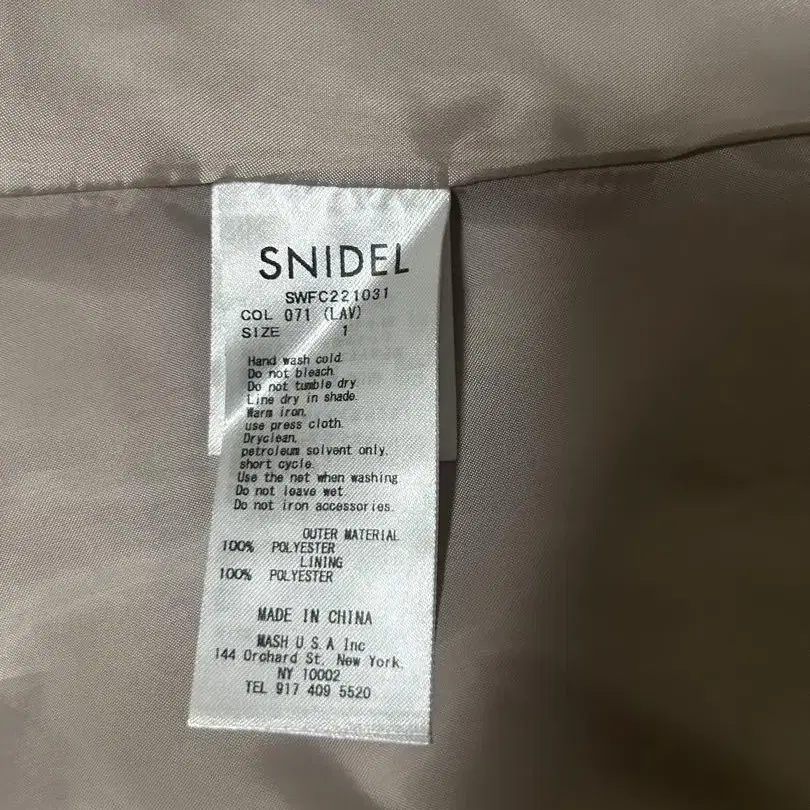 SNIDEL
SWFC221031
COL 071 (LAV)
SIZE 1
Hand wash cold.
Do not bleach.
Do not tumble dry.
Line dry in shade.
Warm iron,
use press cloth.
Dryclean,
petroleum solvent only,
short cycle.
Use the net when washing
Do not leave wet
Do not iron accessories.
OUTER MATERIAL
100% POLYESTER
LINING
100% POLYESTER
MADE IN CHINA
MASH U.S.A Inc
144 Orchard St, New York,
NY 10002
TEL 917 409 5520